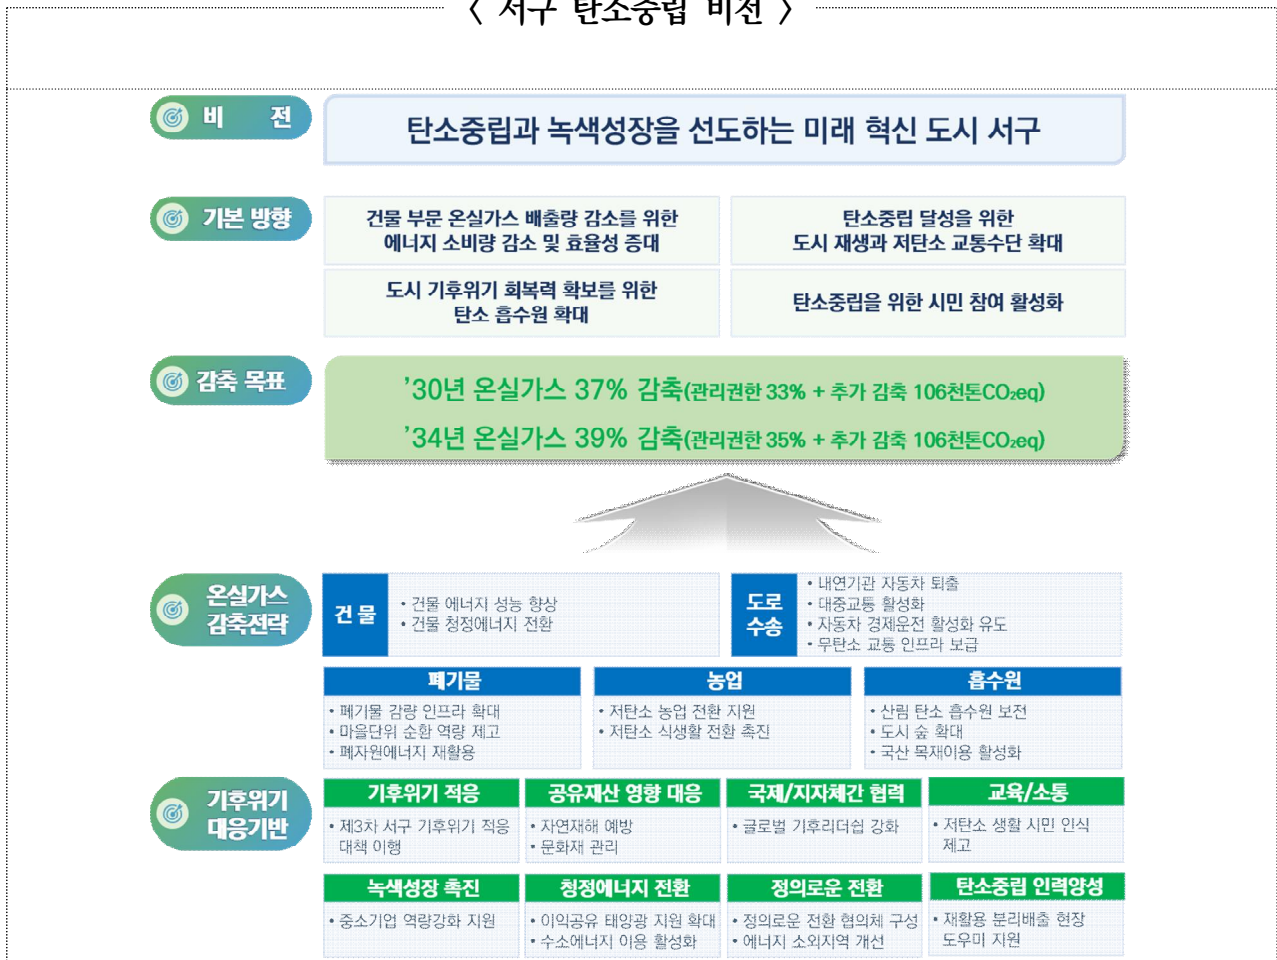 < 서구 탄소중립 비전 >
비 전
탄소중립과 녹색성장을 선도하는 미래 혁신 도시 서구
기본 방향
건물 부문 온실가스 배출량 감소를 위한
에너지 소비량 감소 및 효율성 증대
탄소중립 달성을 위한
도시 재생과 저탄소 교통수단 확대
도시 기후위기 회복력 확보를 위한
탄소 흡수원 확대
탄소중립을 위한 시민 참여 활성화
감축 목표
’30년 온실가스 37% 감축(관리권한 33% + 추가 감축 106천톤CO₂eq)
’34년 온실가스 39% 감축(관리권한 35% + 추가 감축 106천톤CO₂eq)
온실가스
감축전략
건 물
• 건물 에너지 성능 향상
• 건물 청정에너지 전환
도로
수송
• 내연기관 자동차 퇴출
• 대중교통 활성화
• 자동차 경제운전 활성화 유도
• 무탄소 교통 인프라 보급
폐기물
• 폐기물 감량 인프라 확대
• 마을단위 순환 역량 제고
• 폐자원에너지 재활용
농업
• 저탄소 농업 전환 지원
• 저탄소 식생활 전환 촉진
흡수원
• 산림 탄소 흡수원 보전
• 도시 숲 확대
• 국산 목재이용 활성화
기후위기
대응기반
기후위기 적응
• 제3차 서구 기후위기 적응
대책 이행
공유재산 영향 대응
• 자연재해 예방
• 문화재 관리
국제/지자체간 협력
• 글로벌 기후리더쉽 강화
교육/소통
• 저탄소 생활 시민 인식
제고
녹색성장 촉진
• 중소기업 역량강화 지원
청정에너지 전환
• 이익공유 태양광 지원 확대
• 수소에너지 이용 활성화
정의로운 전환
• 정의로운 전환 협의체 구성
• 에너지 소외지역 개선
탄소중립 인력양성
• 재활용 분리배출 현장
도우미 지원